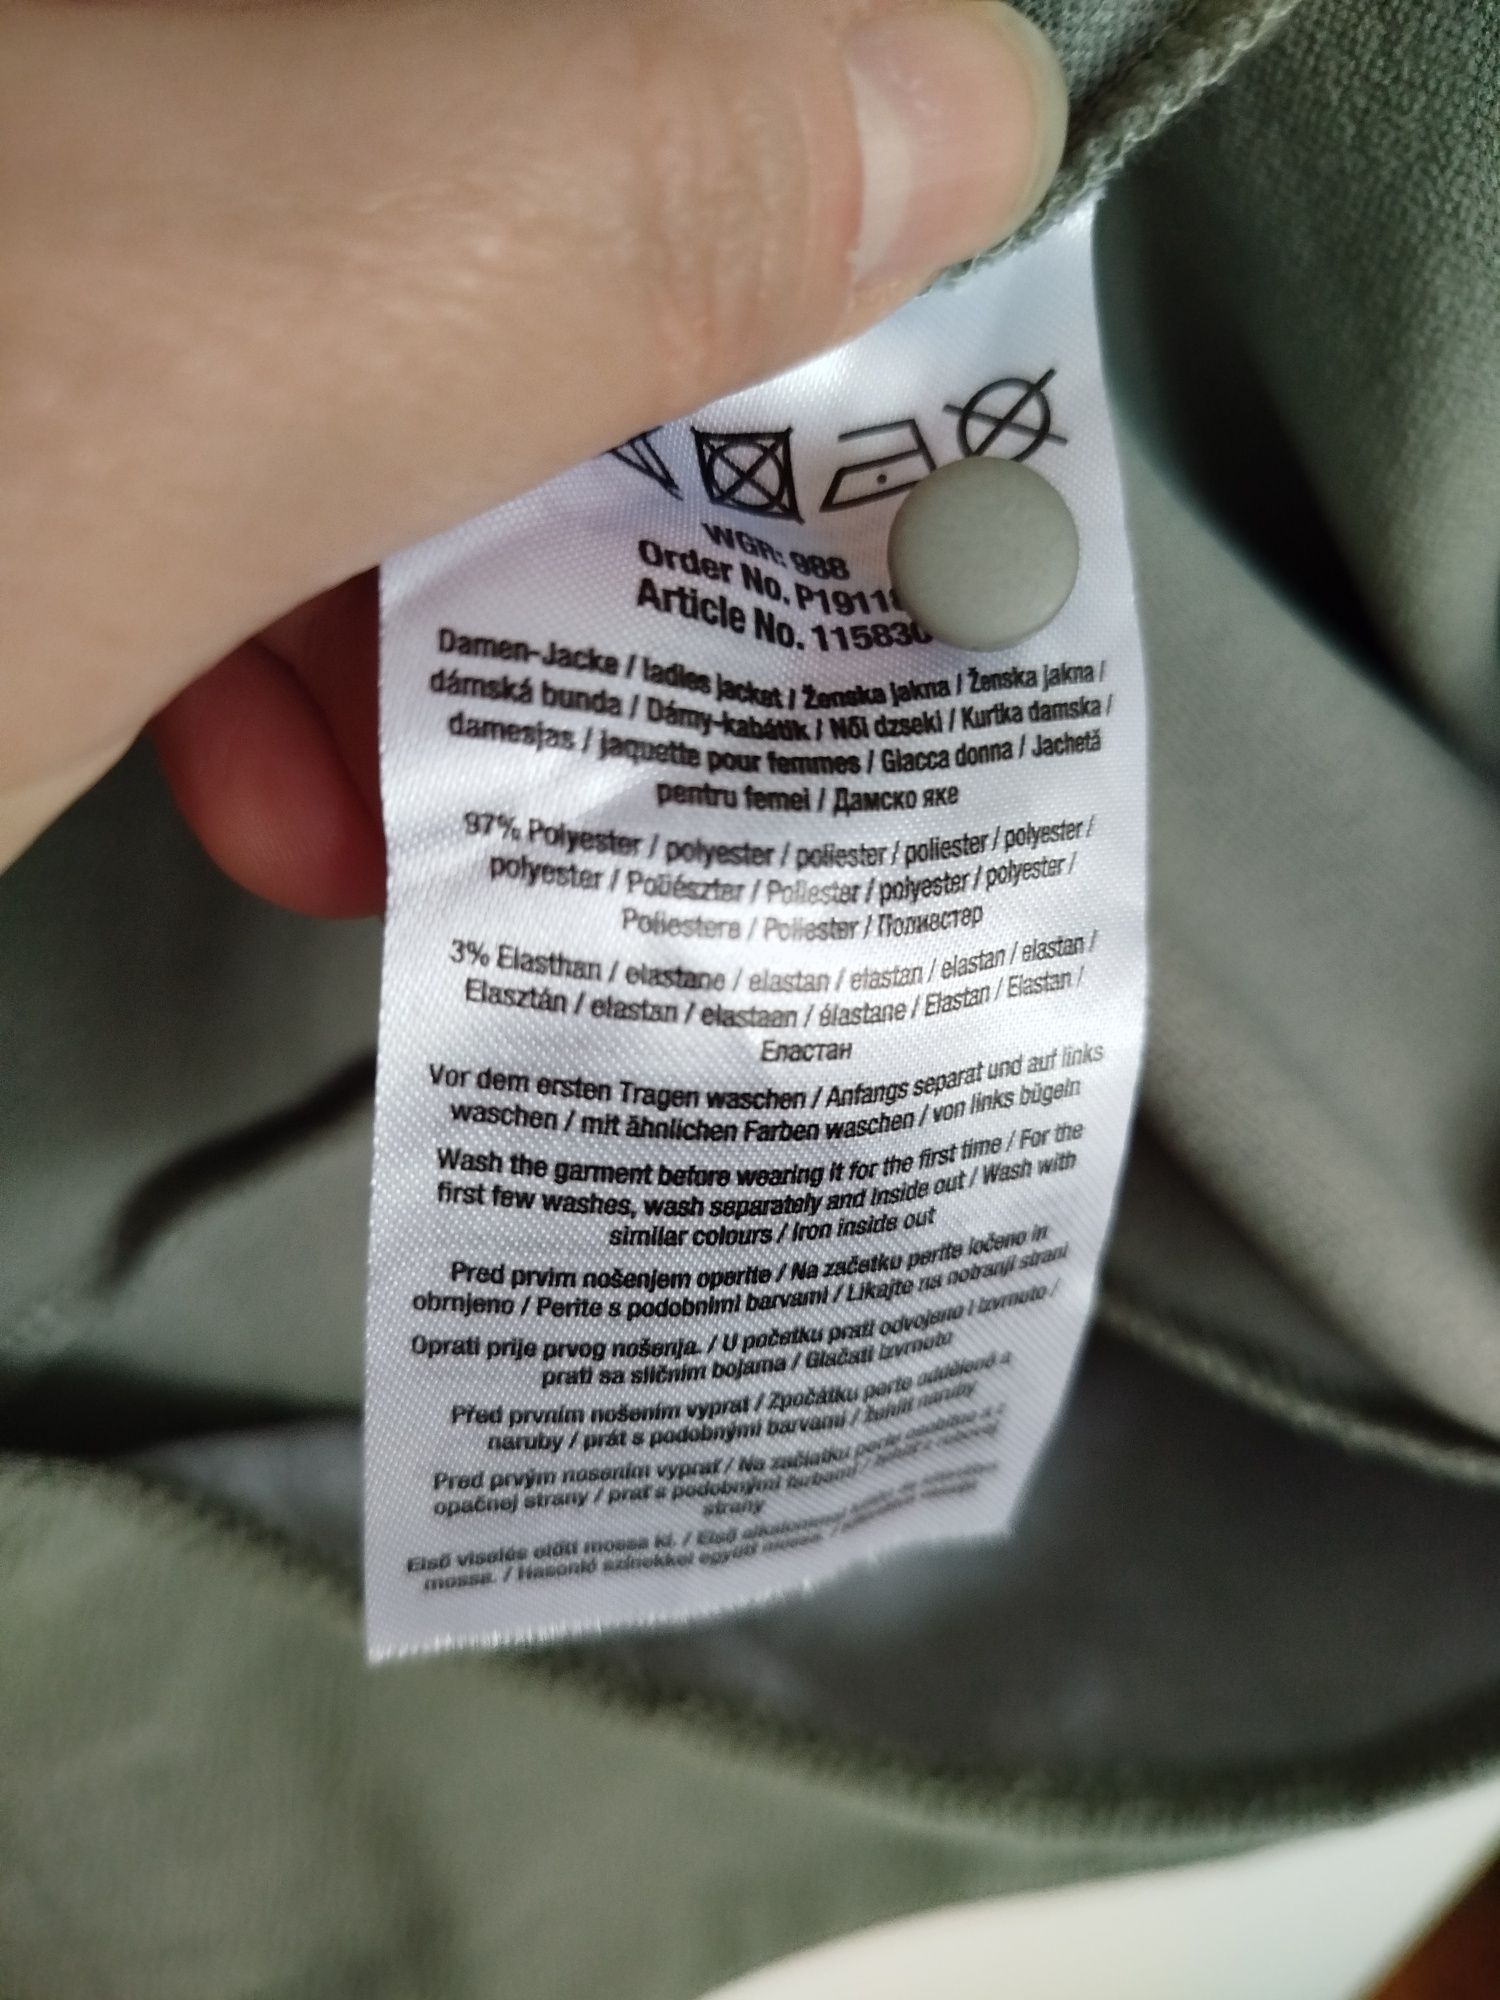 WGR: 988
Order No. P1911
Article No. 11583
Damen-Jacke / ladies jacket / Ženska jakna / Ženska jakna /
dámská bunda / Dámy-kabátik / Női dzseki / Kurtka damska /
damesjas / jaquette pour femmes / Giacca donna / Jachetă
pentru femei / Дамско яке
97% Polyester / polyester / poliester / poliester / polyester /
polyester / Poliészter / Poliester / polyester / polyester /
Poliestere / Poliester / Полиестер
3% Elasthan / elastane / elastan / elastan / elastan / elastan /
Elasztán / elastan / elastaan / élastane / Elastan / Elastan /
Еластан
Vor dem ersten Tragen waschen / Anfangs separat und auf links
waschen / mit ähnlichen Farben waschen / von links bügeln
Wash the garment before wearing it for the first time / For the
first few washes, wash separately and inside out / Wash with
similar colours / Iron inside out
Pred prvim nošenjem operite / Na začetku perite ločeno in
obrnjeno / Perite s podobnimi barvami / Likajte na notranji strani
Oprati prije prvog nošenja. / U početku prati odvojeno i izvrnuto /
prati sa sličnim bojama / Glačati izvrnuto
Před prvním nošením vyprat / Zpočátku perte odděleně a
naruby / prát s podobnými barvami / žehlit naruby
Pred prvým nosením vyprať / Na začiatku perte osobitne a z
opačnej strany / prať s podobnými farbami / žehliť z rubovej
strany
Első viselés előtt mossa ki. / Első alkalommal
mossa. / Hasonló színekkel együtt mossa. /